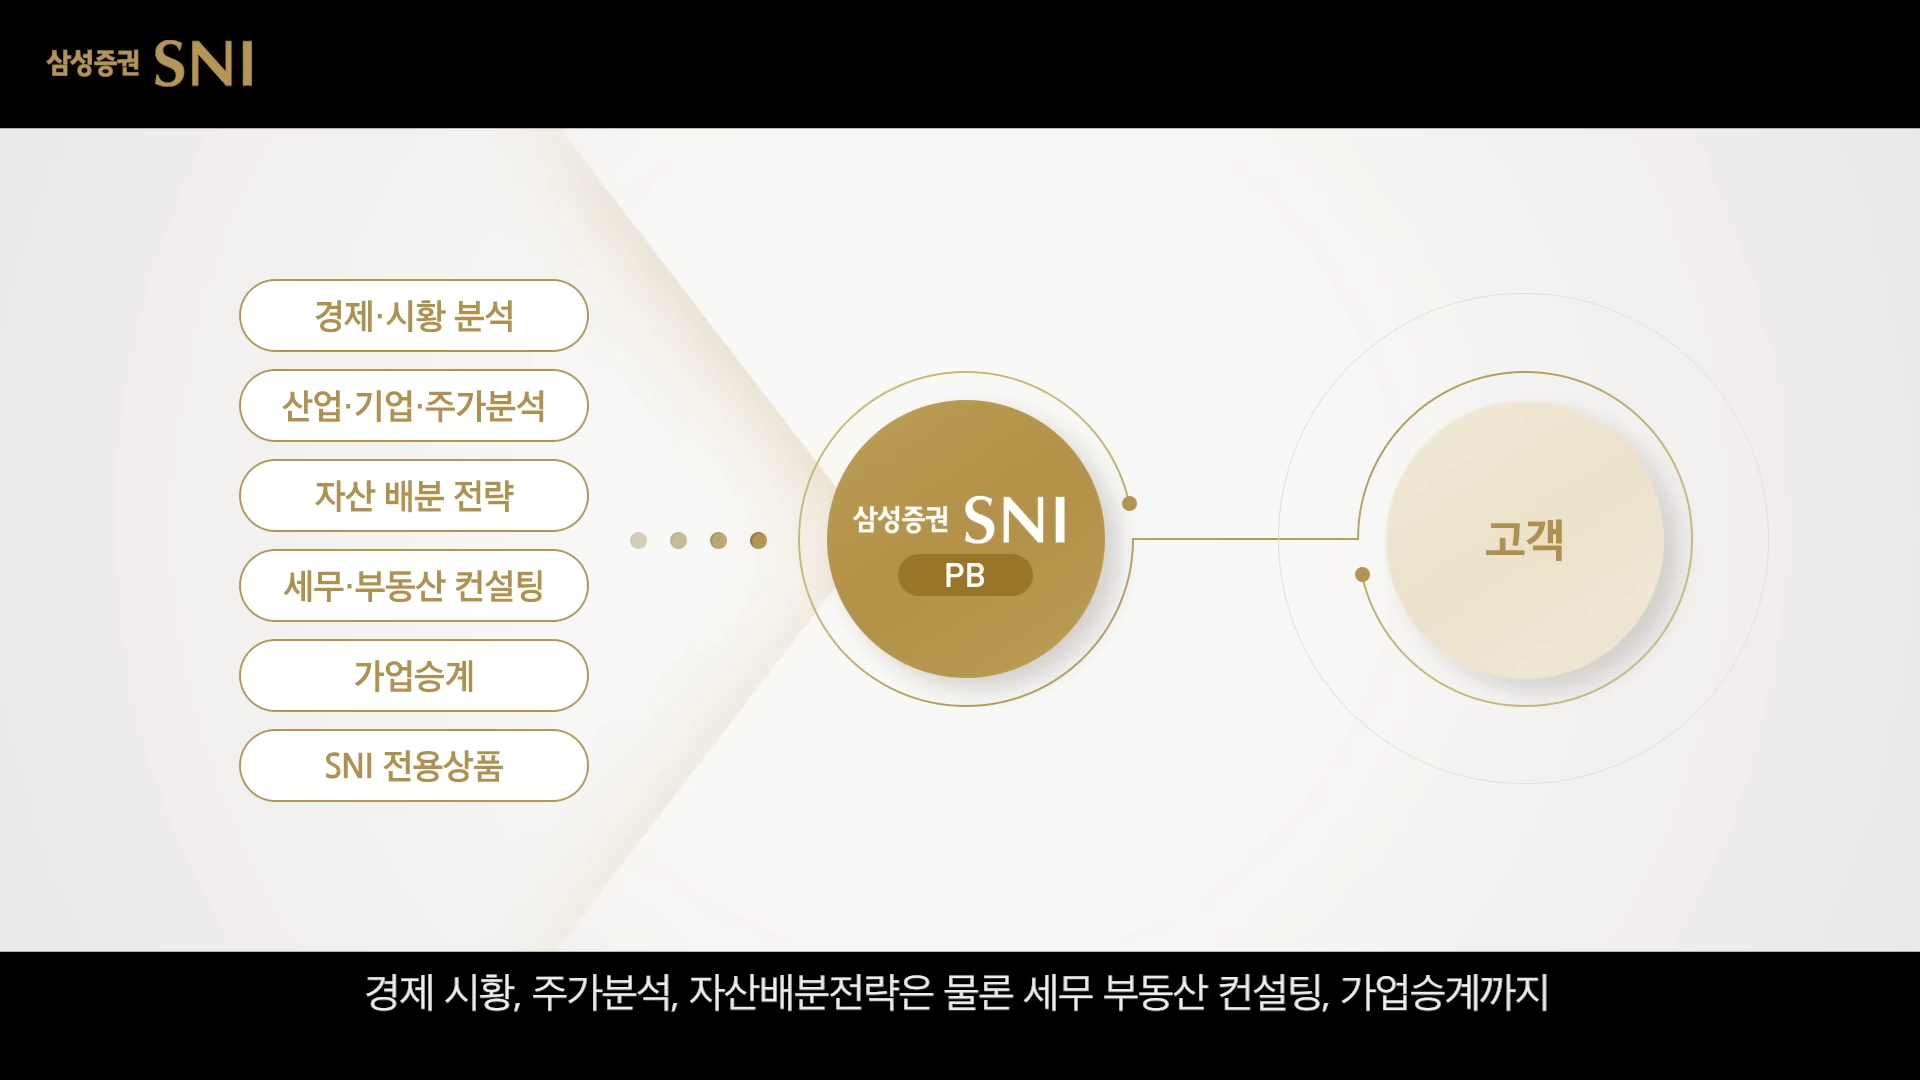 삼성증권 SNI
경제·시황 분석
산업·기업·주가분석
자산 배분 전략
세무·부동산 컨설팅
가업승계
SNI 전용상품
삼성증권 SNI
PB
고객
경제 시황, 주가분석, 자산배분전략은 물론 세무 부동산 컨설팅, 가업승계까지